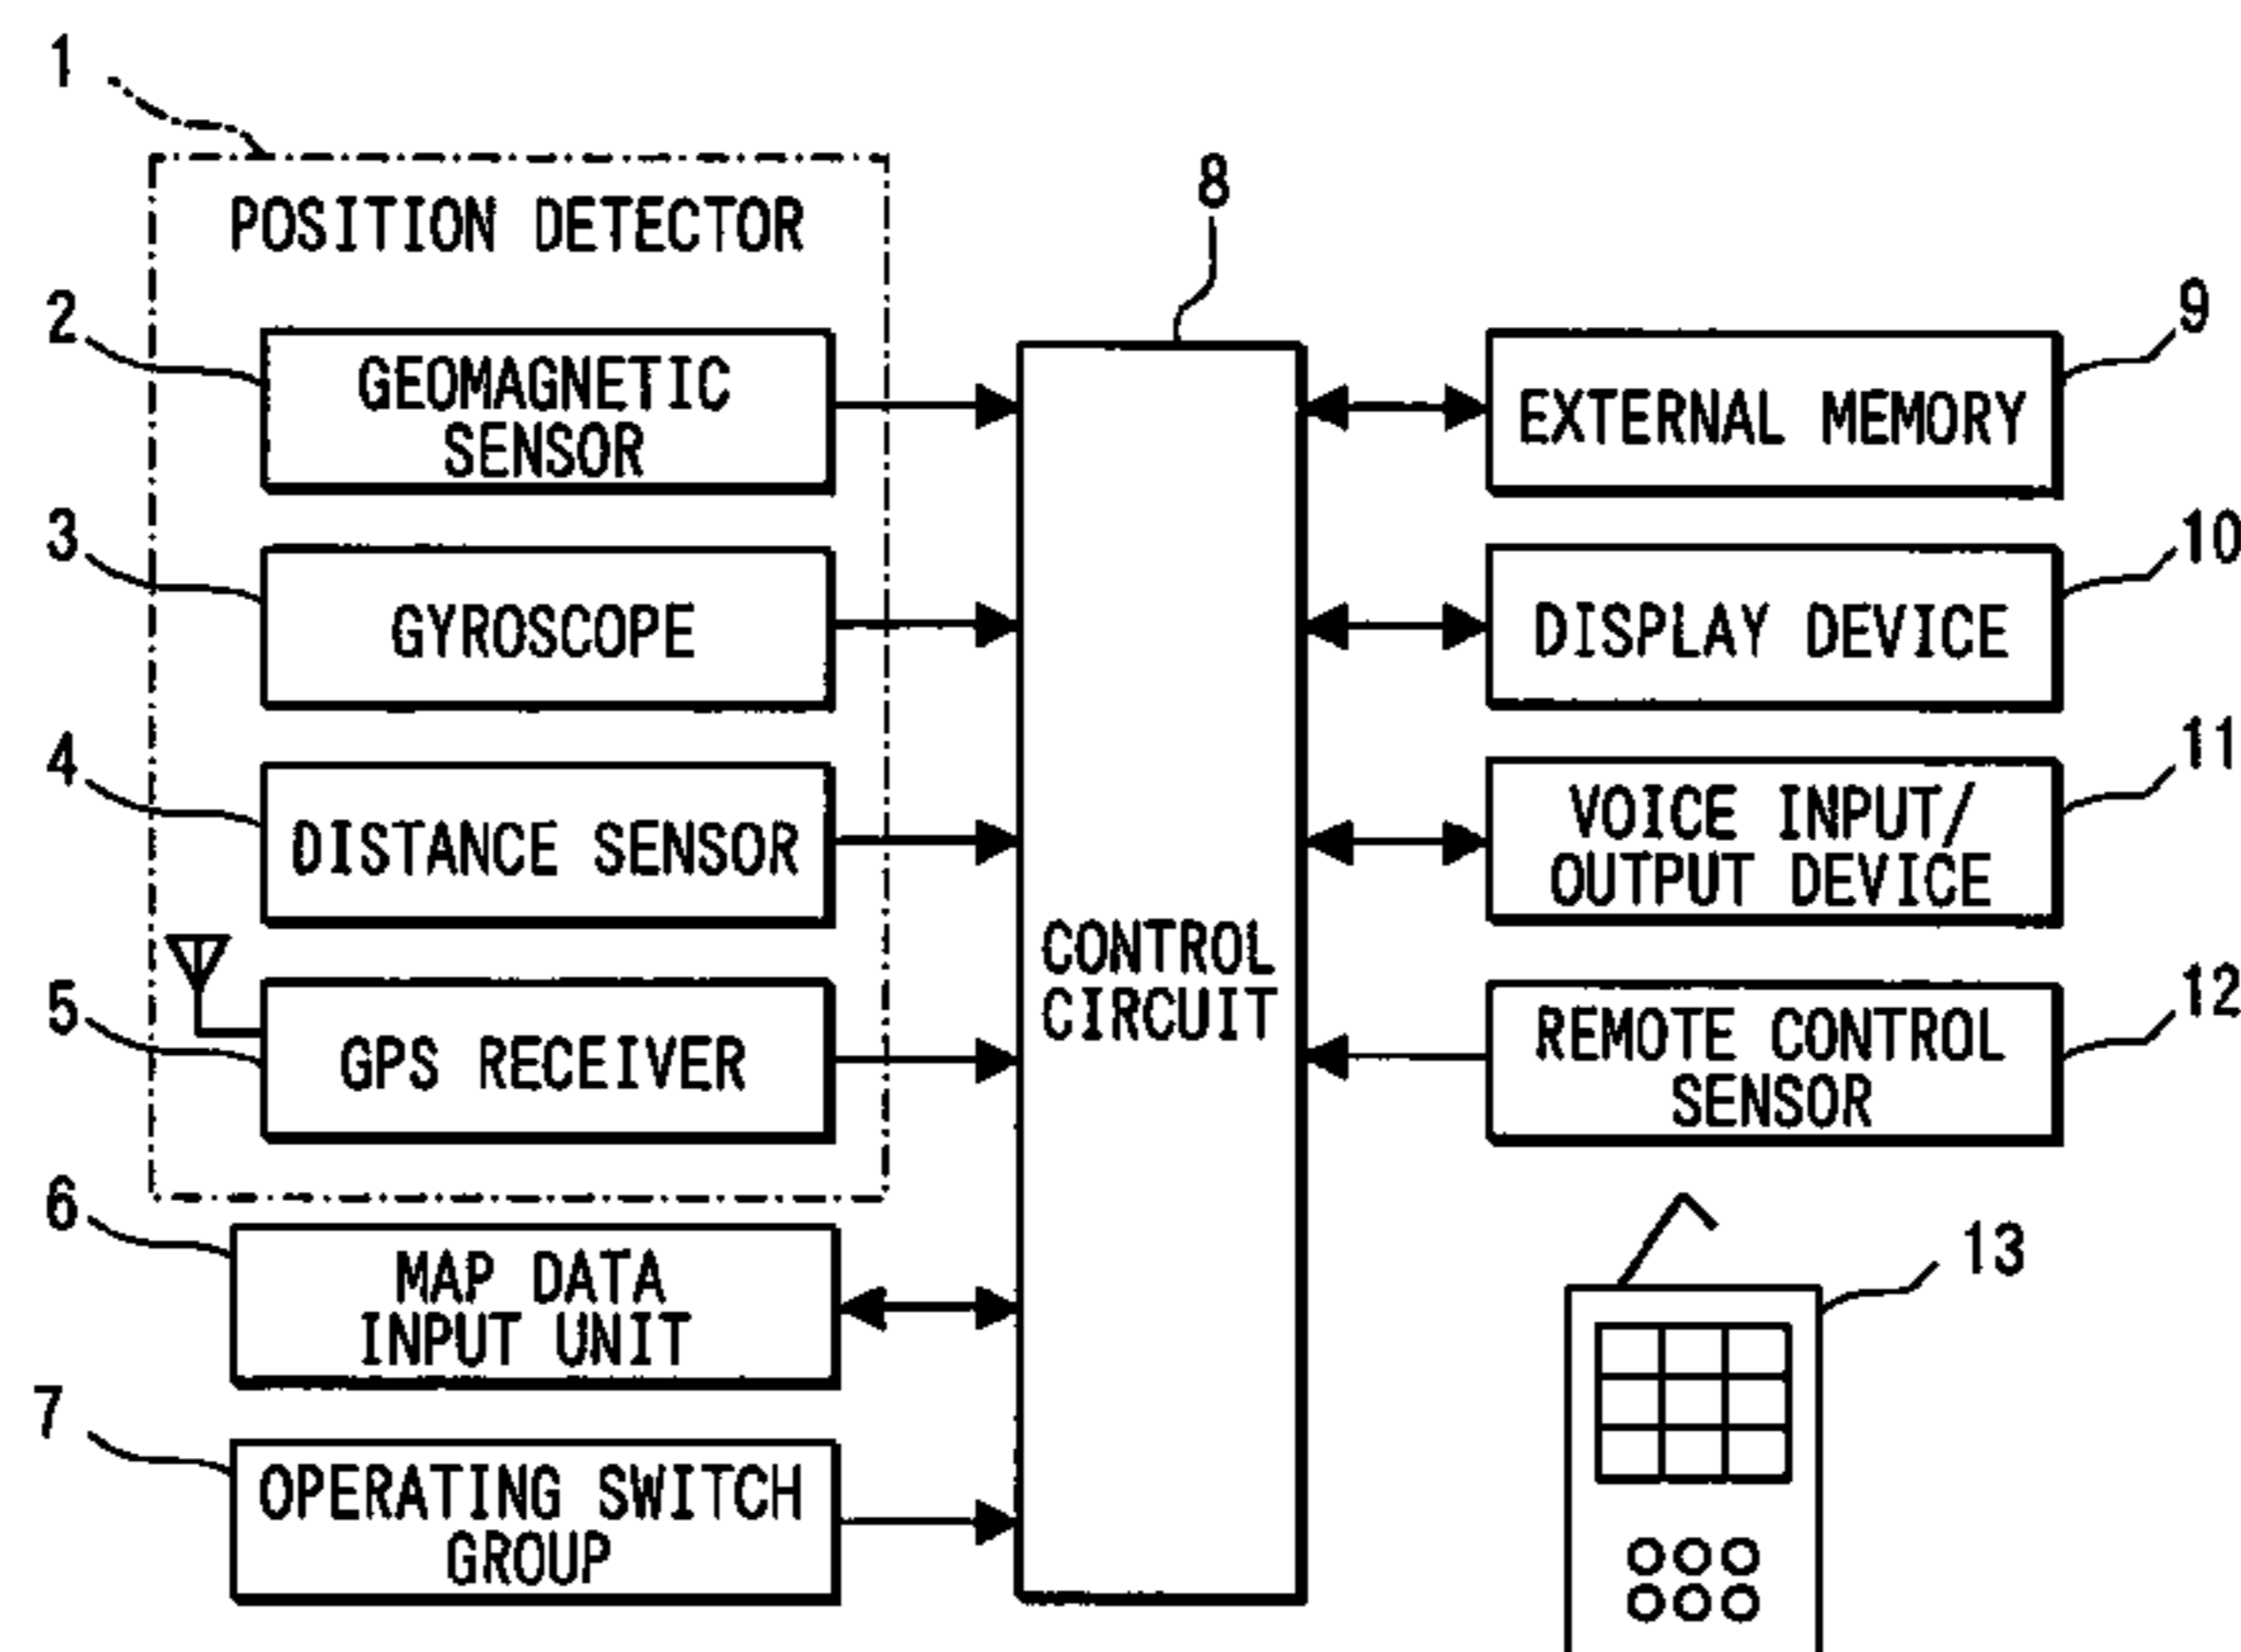 1
POSITION DETECTOR
2
GEOMAGNETIC
SENSOR
3
GYROSCOPE
4
DISTANCE SENSOR
5
GPS RECEIVER
6
MAP DATA
INPUT UNIT
7
OPERATING SWITCH
GROUP
8
CONTROL
CIRCUIT
9
EXTERNAL MEMORY
10
DISPLAY DEVICE
11
VOICE INPUT/
OUTPUT DEVICE
12
REMOTE CONTROL
SENSOR
13